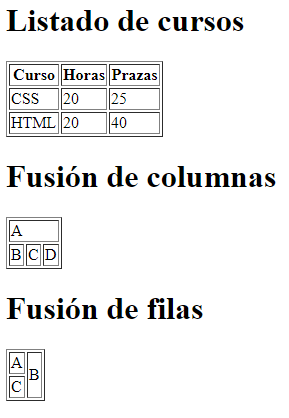 Listado de cursos
Curso Horas Prazas
CSS 20 25
HTML 20 40
Fusión de columnas
A
B C D
Fusión de filas
A B
C